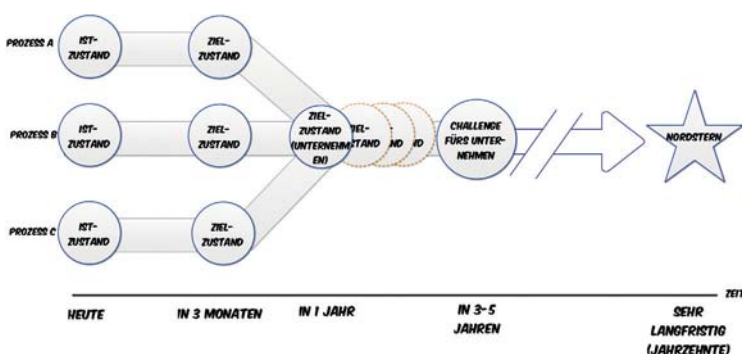 PROZESS A
IST-
ZUSTAND
ZIEL-
ZUSTAND
PROZESS B
IST-
ZUSTAND
ZIEL-
ZUSTAND
ZIEL-
ZUSTAND
(UNTERNEHM
EN)
CHALLENGE
FÜRS UNTER-
NEHMEN
NORDSTERN
PROZESS C
IST-
ZUSTAND
ZIEL-
ZUSTAND
ZEIT
HEUTE
IN 3 MONATEN
IN 1 JAHR
IN 3-5
JAHREN
SEHR
LANGFRISTIG
(JAHRZEHNTE)